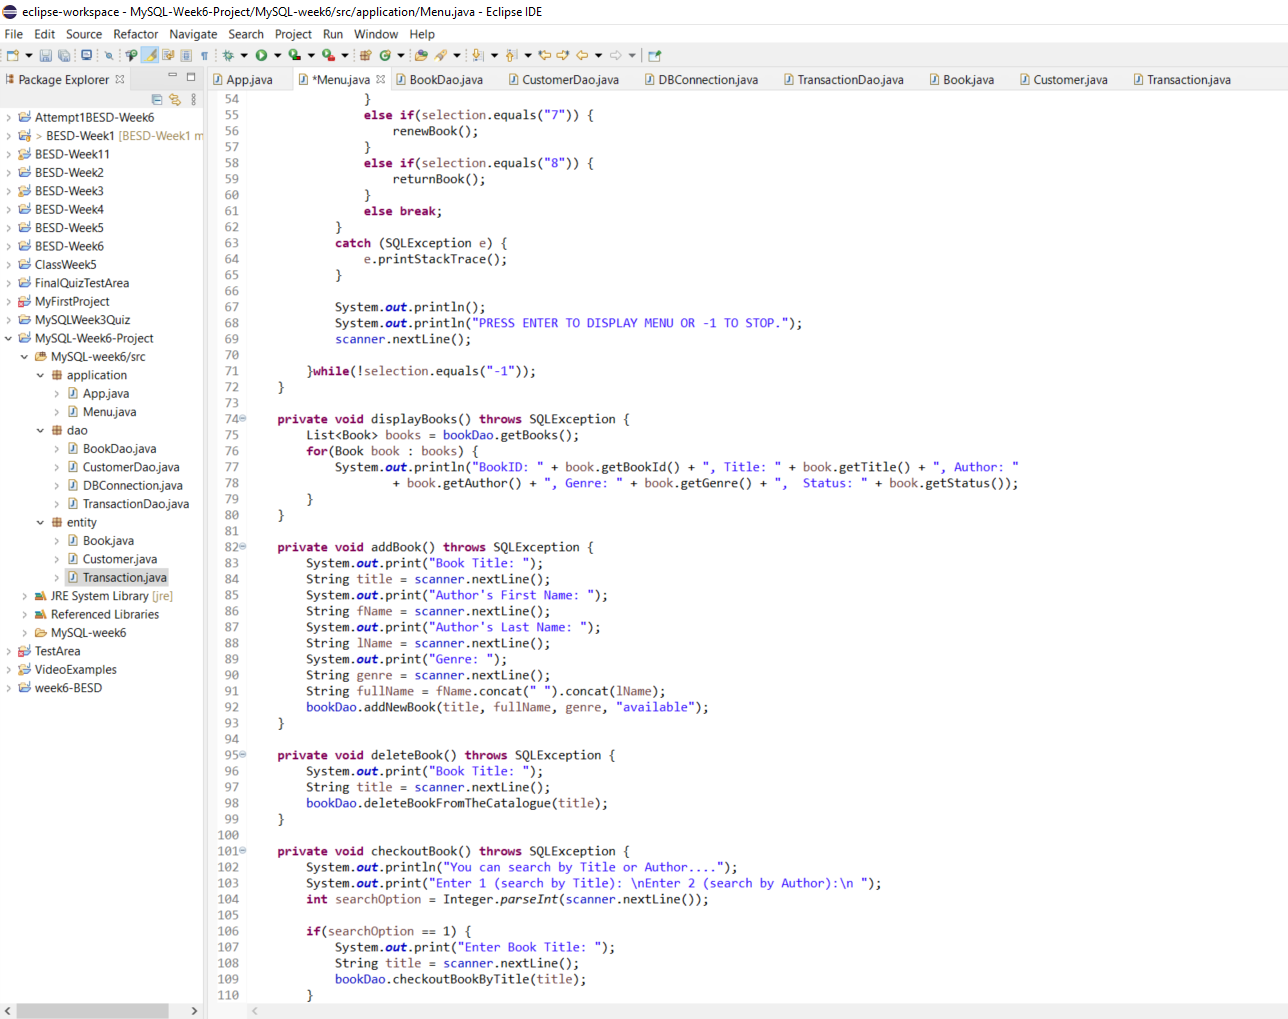 eclipse-workspace - MySQL-Week6-Project/MySQL-week6/src/application/Menu.java - Eclipse IDE
File Edit Source Refactor Navigate Search Project Run Window Help
Package Explorer
App.java *Menu.java BookDao.java CustomerDao.java DBConnection.java TransactionDao.java Book.java Customer.java Transaction.java
Attempt1BESD-Week6
> BESD-Week1 [BESD-Week1 m
BESD-Week11
BESD-Week2
BESD-Week3
BESD-Week4
BESD-Week5
BESD-Week6
ClassWeek5
FinalQuizTestArea
MyFirstProject
MySQLWeek3Quiz
MySQL-Week6-Project
MySQL-week6/src
application
App.java
Menu.java
dao
BookDao.java
CustomerDao.java
DBConnection.java
TransactionDao.java
entity
Book.java
Customer.java
Transaction.java
JRE System Library [jre]
Referenced Libraries
MySQL-week6
TestArea
VideoExamples
week6-BESD
54 }
55 else if(selection.equals("7")) {
56 renewBook();
57 }
58 else if(selection.equals("8")) {
59 returnBook();
60 }
61 else break;
62 }
63 catch (SQLException e) {
64 e.printStackTrace();
65 }
66
67 System.out.println();
68 System.out.println("PRESS ENTER TO DISPLAY MENU OR -1 TO STOP.");
69 scanner.nextLine();
70
71 }while(!selection.equals("-1"));
72 }
73
74 private void displayBooks() throws SQLException {
75 List<Book> books = bookDao.getBooks();
76 for(Book book : books) {
77 System.out.println("BookID: " + book.getBookId() + ", Title: " + book.getTitle() + ", Author: "
78 + book.getAuthor() + ", Genre: " + book.getGenre() + ",  Status: " + book.getStatus());
79 }
80 }
81
82 private void addBook() throws SQLException {
83 System.out.print("Book Title: ");
84 String title = scanner.nextLine();
85 System.out.print("Author's First Name: ");
86 String fName = scanner.nextLine();
87 System.out.print("Author's Last Name: ");
88 String lName = scanner.nextLine();
89 System.out.print("Genre: ");
90 String genre = scanner.nextLine();
91 String fullName = fName.concat(" ").concat(lName);
92 bookDao.addNewBook(title, fullName, genre, "available");
93 }
94
95 private void deleteBook() throws SQLException {
96 System.out.print("Book Title: ");
97 String title = scanner.nextLine();
98 bookDao.deleteBookFromTheCatalogue(title);
99 }
100
101 private void checkoutBook() throws SQLException {
102 System.out.println("You can search by Title or Author....");
103 System.out.print("Enter 1 (search by Title): \nEnter 2 (search by Author):\n ");
104 int searchOption = Integer.parseInt(scanner.nextLine());
105
106 if(searchOption == 1) {
107 System.out.print("Enter Book Title: ");
108 String title = scanner.nextLine();
109 bookDao.checkoutBookByTitle(title);
110 }